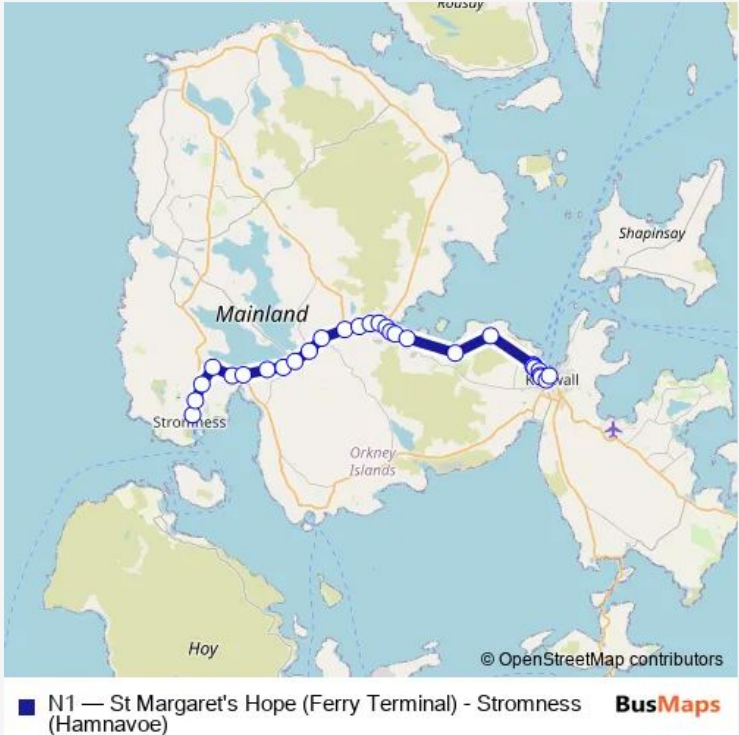 Rousay
Shapinsay
Mainland
Stromness
Orkney
Islands
Hoy
© OpenStreetMap contributors
N1 — St Margaret's Hope (Ferry Terminal) - Stromness
(Hamnavoe)
BusMaps